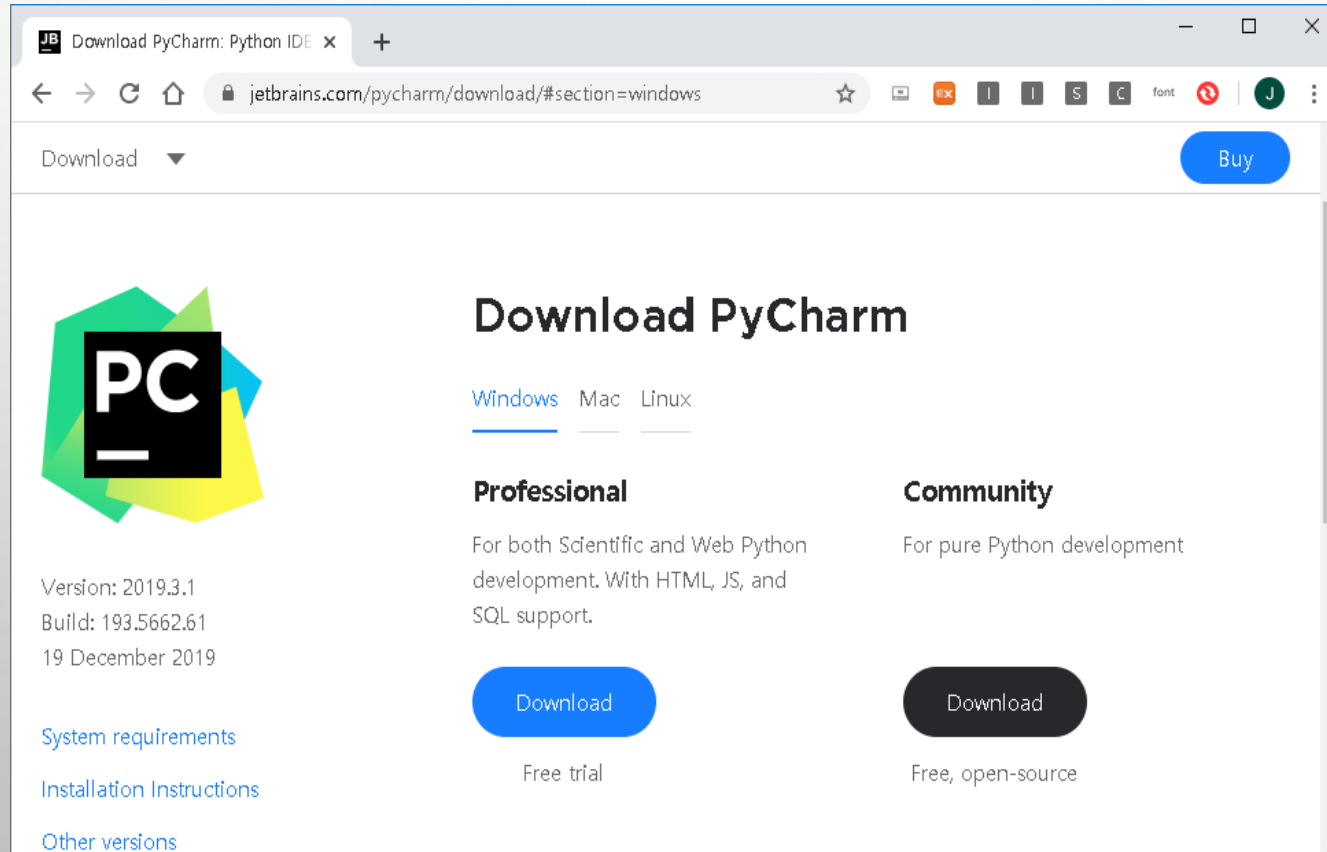 JB Download PyCharm: Python IDE
jetbrains.com/pycharm/download/#section=windows
EX I I S C font J
Download
Buy
PC
Download PyCharm
Windows Mac Linux
Professional
For both Scientific and Web Python
development. With HTML, JS, and
SQL support.
Download
Free trial
Community
For pure Python development
Download
Free, open-source
Version: 2019.3.1
Build: 193.5662.61
19 December 2019
System requirements
Installation Instructions
Other versions